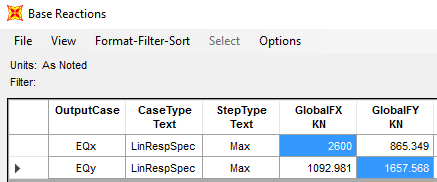 Base Reactions
File View Format-Filter-Sort Select Options
Units: As Noted
Filter:
OutputCase CaseType Text StepType Text GlobalFX KN GlobalFY KN
EQx LinRespSpec Max 2600 865.349
EQy LinRespSpec Max 1092.981 1657.568